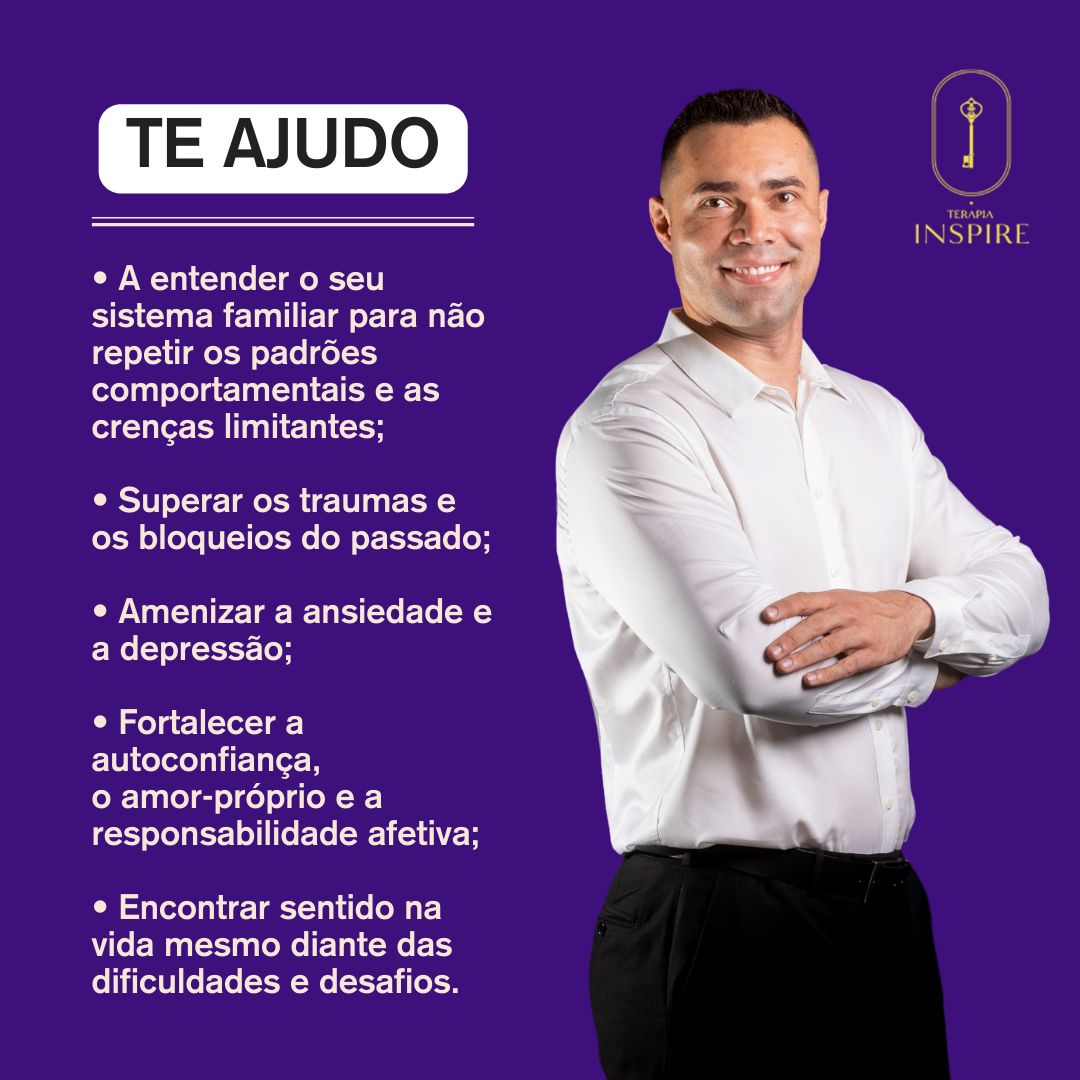 TE AJUDO
• A entender o seu
sistema familiar para não
repetir os padrões
comportamentais e as
crenças limitantes;
• Superar os traumas e
os bloqueios do passado;
• Amenizar a ansiedade e
a depressão;
• Fortalecer a
autoconfiança,
o amor-próprio e a
responsabilidade afetiva;
• Encontrar sentido na
vida mesmo diante das
dificuldades e desafios.
TERAPIA
INSPIRE